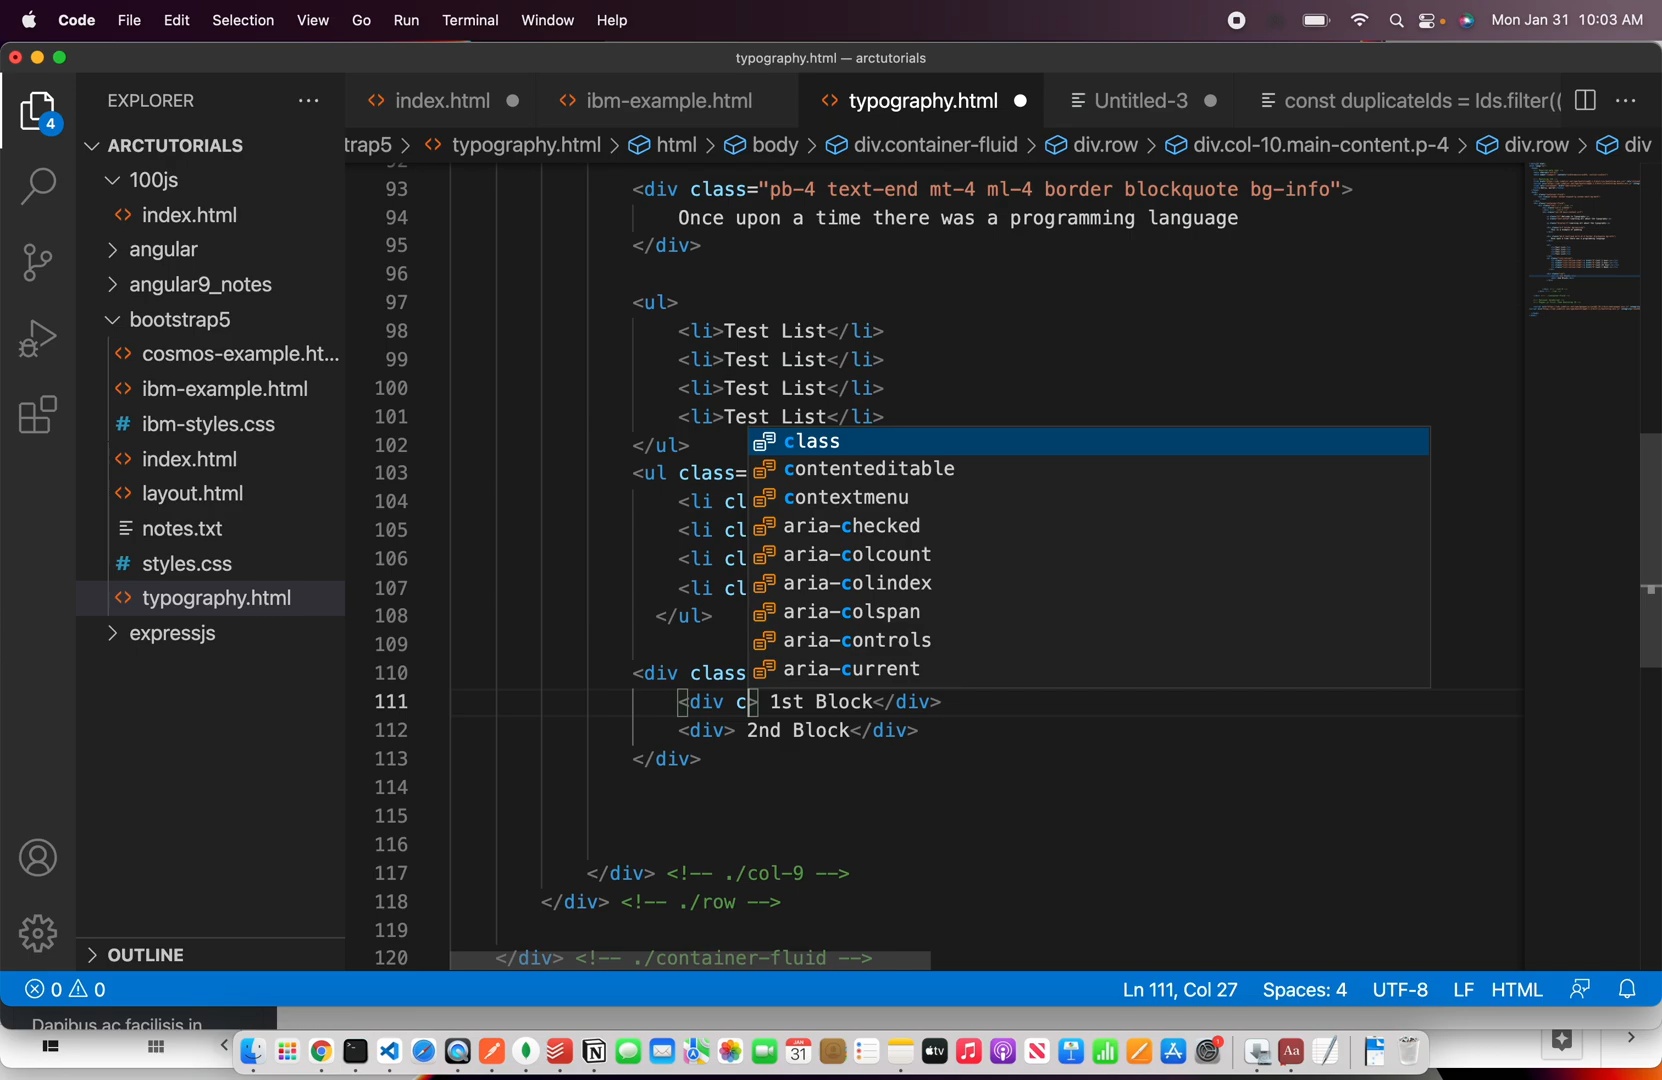 Code File Edit Selection View Go Run Terminal Window Help Mon Jan 31 10:03 AM
typography.html — arctutorials
EXPLORER ···
4
ARCTUTORIALS
100js
index.html
angular
angular9_notes
bootstrap5
cosmos-example.ht...
ibm-example.html
ibm-styles.css
index.html
layout.html
notes.txt
styles.css
typography.html
expressjs
OUTLINE
index.html ibm-example.html typography.html Untitled-3 const duplicateIds = Ids.filter((
trap5 > typography.html > html > body > div.container-fluid > div.row > div.col-10.main-content.p-4 > div.row > div
93 <div class="pb-4 text-end mt-4 ml-4 border blockquote bg-info">
94 Once upon a time there was a programming language
95 </div>
96
97 <ul>
98 <li>Test List</li>
99 <li>Test List</li>
100 <li>Test List</li>
101 <li>Test List</li>
102 </ul>
103 <ul class=
104 <li cl
105 <li cl
106 <li cl
107 <li cl
108 </ul>
109
110 <div class
111 <div c> 1st Block</div>
112 <div> 2nd Block</div>
113 </div>
114
115
116
117 </div> <!-- ./col-9 -->
118 </div> <!-- ./row -->
119
120 </div> <!-- ./container-fluid -->
class
contenteditable
contextmenu
aria-checked
aria-colcount
aria-colindex
aria-colspan
aria-controls
aria-current
0 0 Ln 111, Col 27 Spaces: 4 UTF-8 LF HTML
Dapibus ac facilisis in
JAN
31
tv
1
Aa